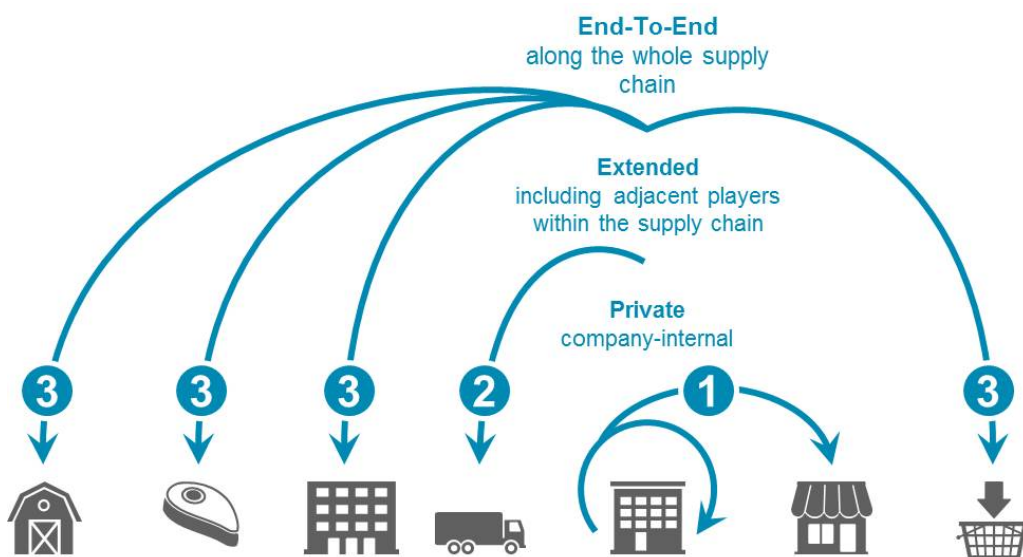 End-To-End
along the whole supply
chain
Extended
including adjacent players
within the supply chain
Private
company-internal
3
3
3
2
1
3